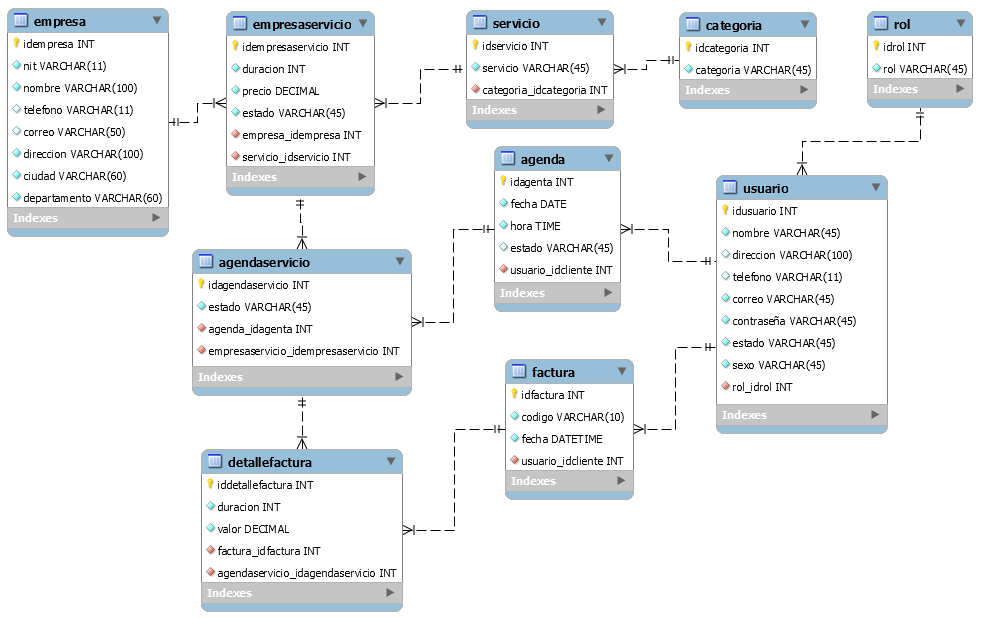 empresa
idempresa INT
nit VARCHAR(11)
nombre VARCHAR(100)
telefono VARCHAR(11)
correo VARCHAR(50)
direccion VARCHAR(100)
ciudad VARCHAR(60)
departamento VARCHAR(60)
Indexes
empresaservicio
idempresaservicio INT
duracion INT
precio DECIMAL
estado VARCHAR(45)
empresa_idempresa INT
servicio_idservicio INT
Indexes
servicio
idservicio INT
servicio VARCHAR(45)
categoria_idcategoria INT
Indexes
categoria
idcategoria INT
categoria VARCHAR(45)
Indexes
rol
idrol INT
rol VARCHAR(45)
Indexes
agenda
idagenta INT
fecha DATE
hora TIME
estado VARCHAR(45)
usuario_idcliente INT
Indexes
usuario
idusuario INT
nombre VARCHAR(45)
direccion VARCHAR(100)
telefono VARCHAR(11)
correo VARCHAR(45)
contraseña VARCHAR(45)
estado VARCHAR(45)
sexo VARCHAR(45)
rol_idrol INT
Indexes
agendaservicio
idagendaservicio INT
estado VARCHAR(45)
agenda_idagenta INT
empresaservicio_idempresaservicio INT
Indexes
factura
idfactura INT
codigo VARCHAR(10)
fecha DATETIME
usuario_idcliente INT
Indexes
detallefactura
iddetallefactura INT
duracion INT
valor DECIMAL
factura_idfactura INT
agendaservicio_idagendaservicio INT
Indexes